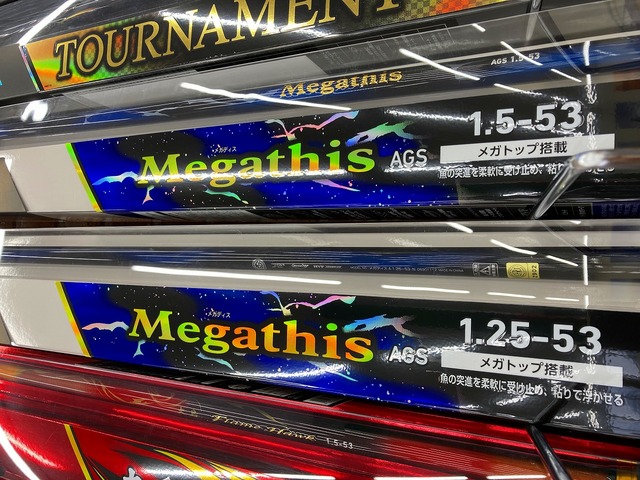 TOURNAMENT
Megathis
AGS 1.5-53
1.5-53
メガディス
Megathis AGS
メガトップ搭載
魚の突進を柔軟に受け止め、粘り
1.25-53
メガディス
Megathis AGS
メガトップ搭載
魚の突進を柔軟に受け止め、粘りで浮かせる
Flame Hawk 1.5-53